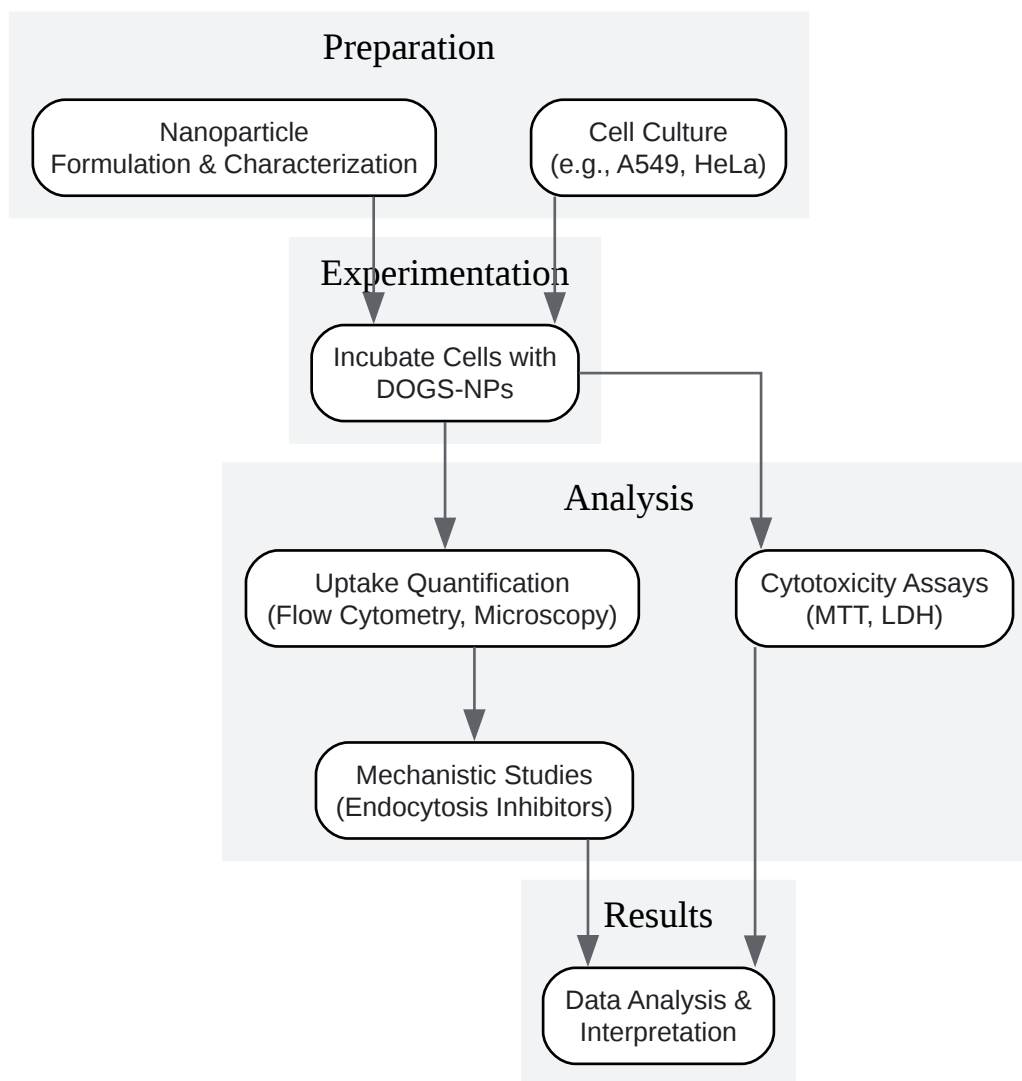 Preparation
Nanoparticle
Formulation & Characterization
Cell Culture
(e.g., A549, HeLa)
Experimentation
Incubate Cells with
DOGS-NPs
Analysis
Uptake Quantification
(Flow Cytometry, Microscopy)
Cytotoxicity Assays
(MTT, LDH)
Mechanistic Studies
(Endocytosis Inhibitors)
Results
Data Analysis &
Interpretation